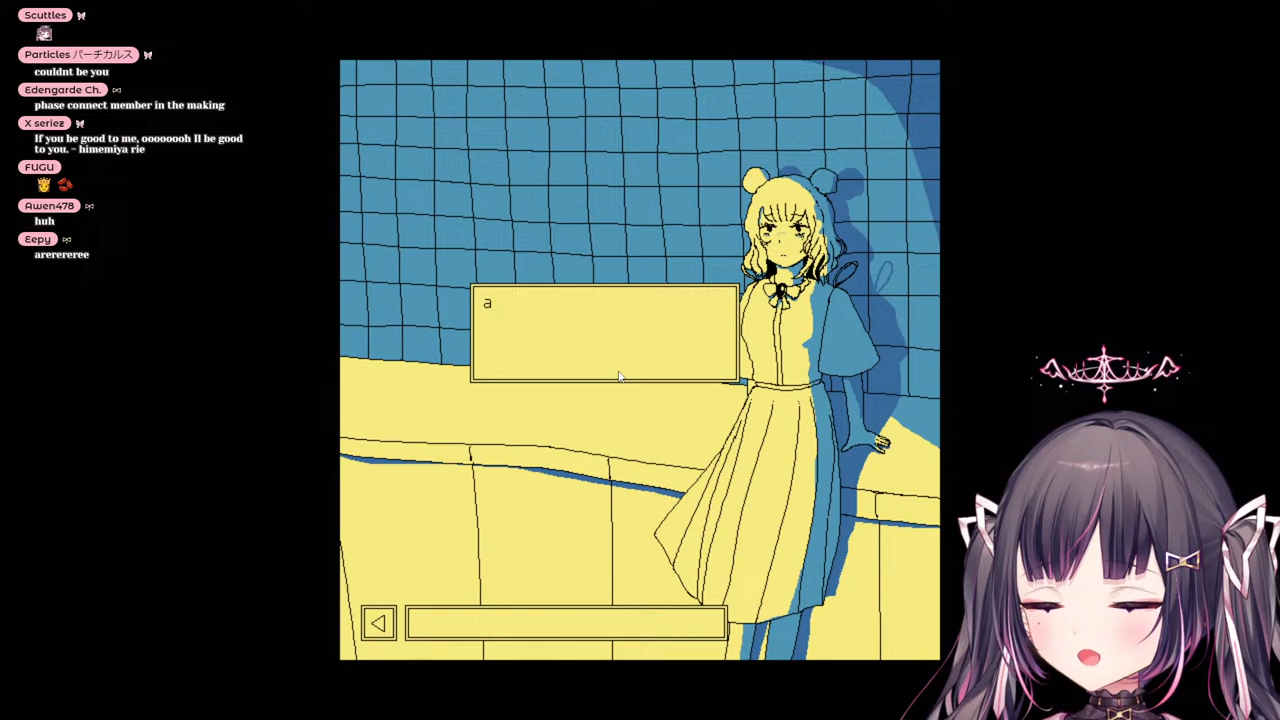 Scuttles
Particles パーチカルス
couldnt be you
Edengarde Ch.
phase connect member in the making
X seriez
If you be good to me, oooooooh Il be good
to you. - himemiya rie
FUGU
Awen478
huh
Eepy
arerereree
a